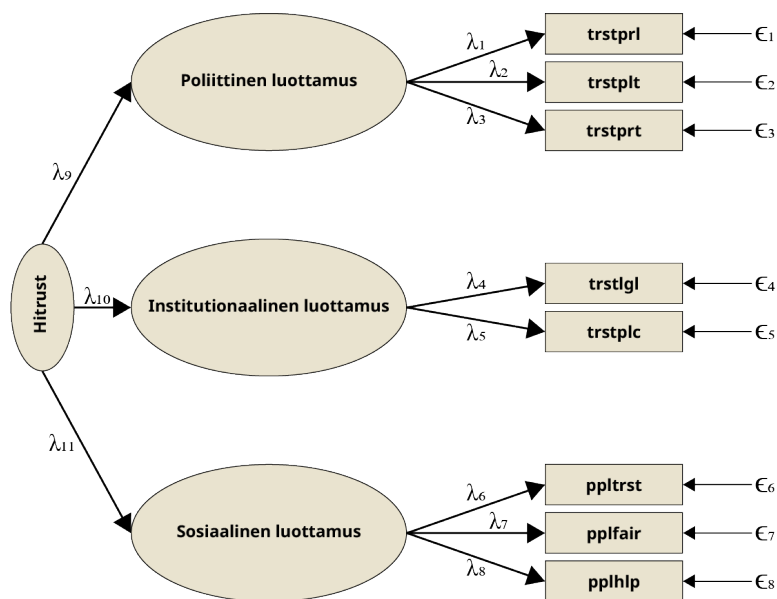 λ1
trstprl
ϵ1
Poliittinen luottamus
λ2
trstplt
ϵ2
λ3
trstprt
ϵ3
λ9
Hitrust
λ10
Institutionaalinen luottamus
λ4
trstlgl
ϵ4
λ5
trstplc
ϵ5
λ11
Sosiaalinen luottamus
λ6
ppltrst
ϵ6
λ7
pplfair
ϵ7
λ8
pplhlp
ϵ8